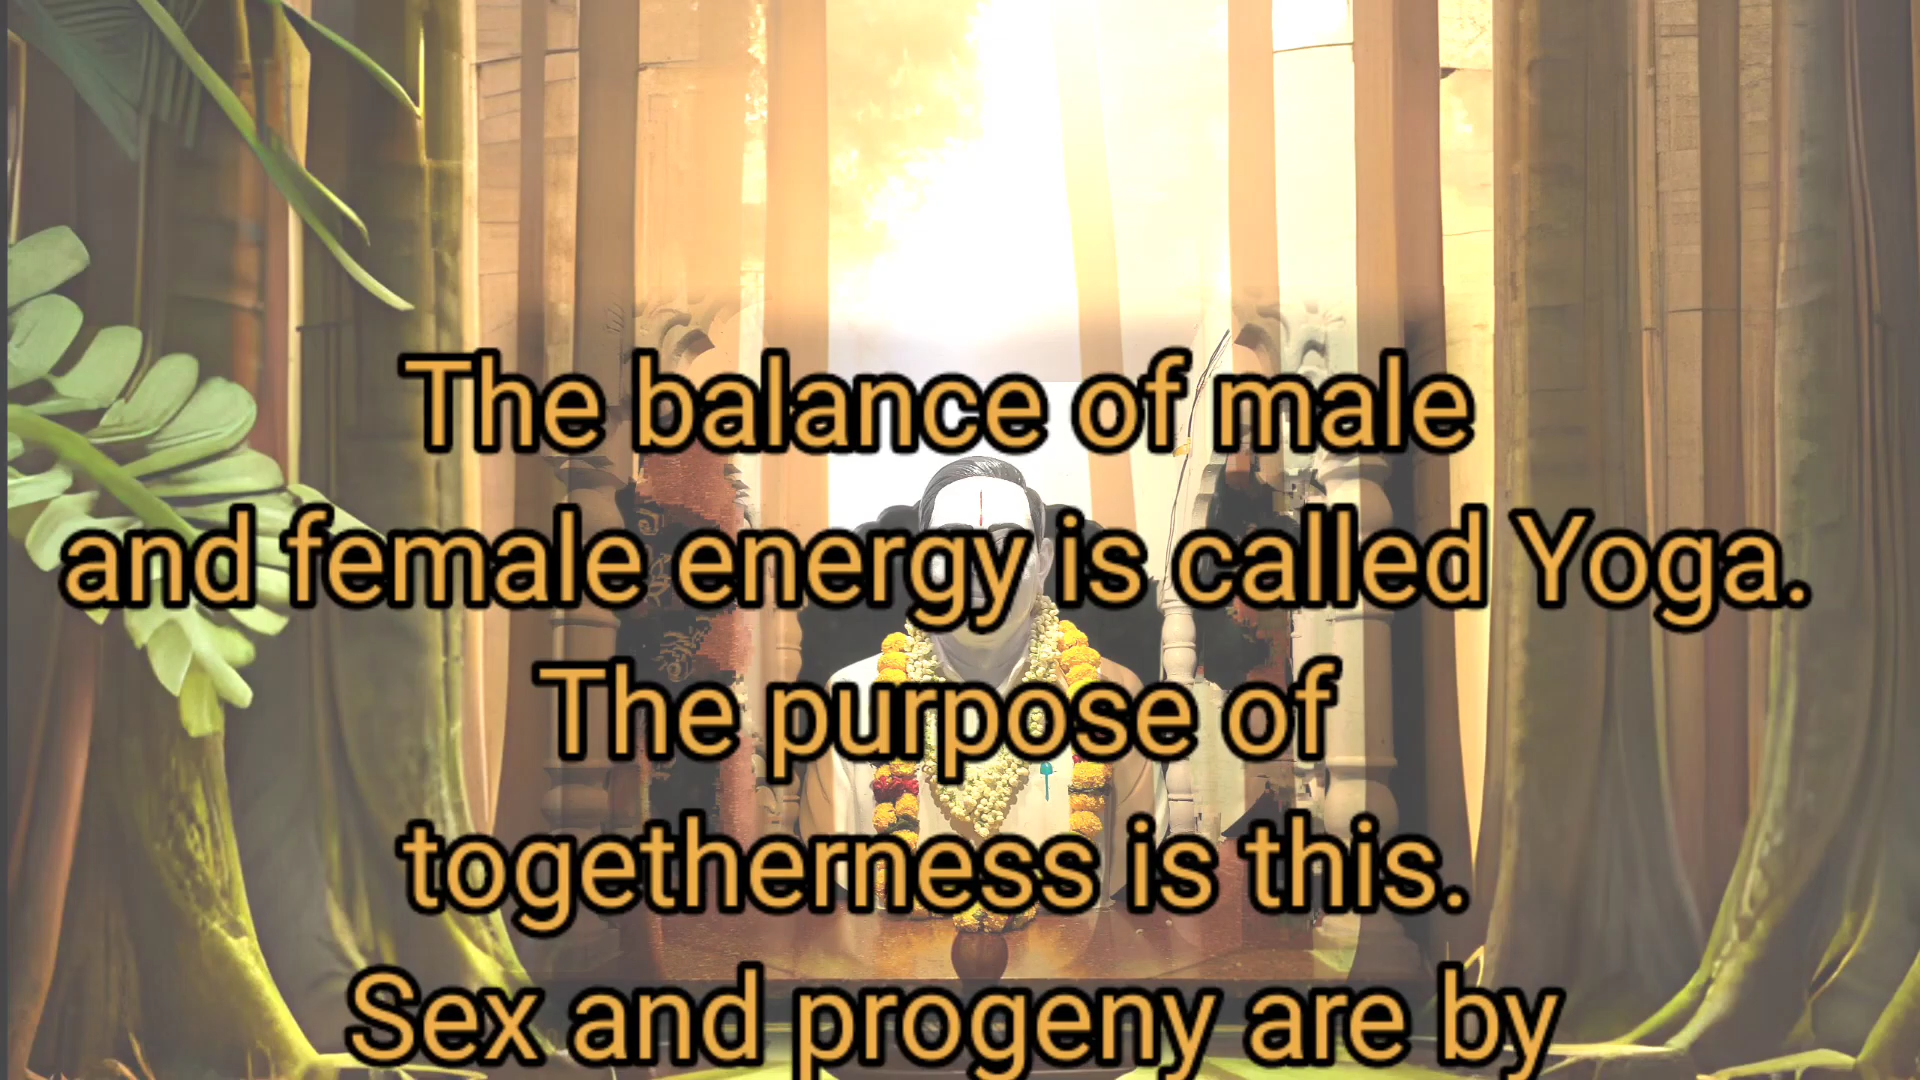 The balance of male
and female energy is called Yoga.
The purpose of
togetherness is this.
Sex and progeny are by